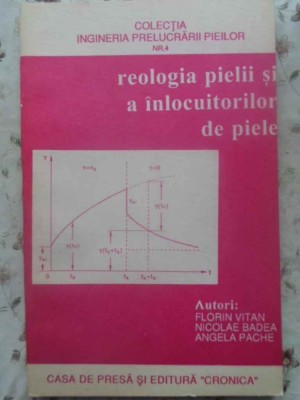 COLECȚIA
INGINERIA PRELUCRĂRII PIEILOR
NR.4
reologia pielii și
a înlocuitorilor
de piele
Autori:
FLORIN VITAN
NICOLAE BADEA
ANGELA PACHE
CASA DE PRESĂ ȘI EDITURĂ "CRONICA"